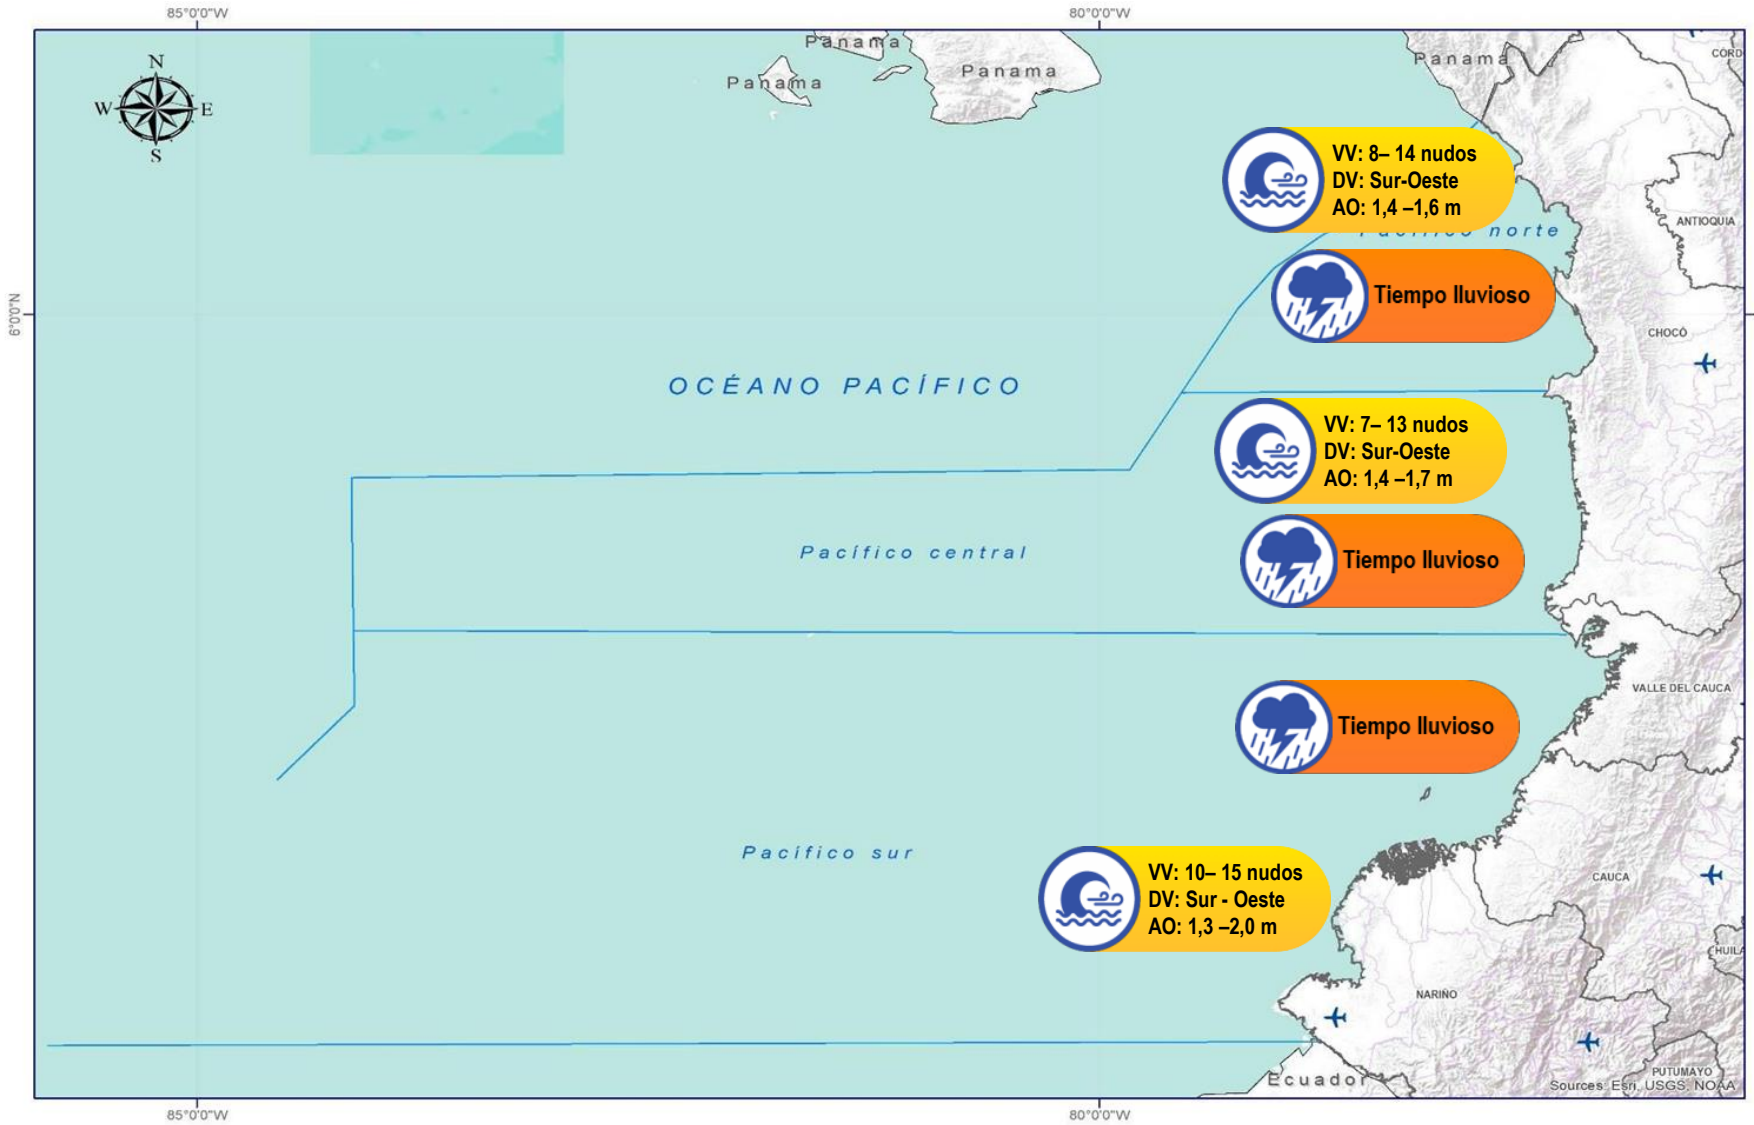 85°0'0"W
80°0'0"W
N
W
E
S
Panama
Panama
Panama
Panama
CÓRD
VV: 8– 14 nudos
DV: Sur-Oeste
AO: 1,4 –1,6 m
Pacífico norte
ANTIOQUIA
Tiempo lluvioso
6°0'0"N
CHOCÓ
OCÉANO PACÍFICO
VV: 7– 13 nudos
DV: Sur-Oeste
AO: 1,4 –1,7 m
Pacífico central
Tiempo lluvioso
VALLE DEL CAUCA
Tiempo lluvioso
Pacífico sur
VV: 10– 15 nudos
DV: Sur - Oeste
AO: 1,3 –2,0 m
CAUCA
HUILA
NARIÑO
Ecuador
PUTUMAYO
Sources: Esri, USGS, NOAA
85°0'0"W
80°0'0"W